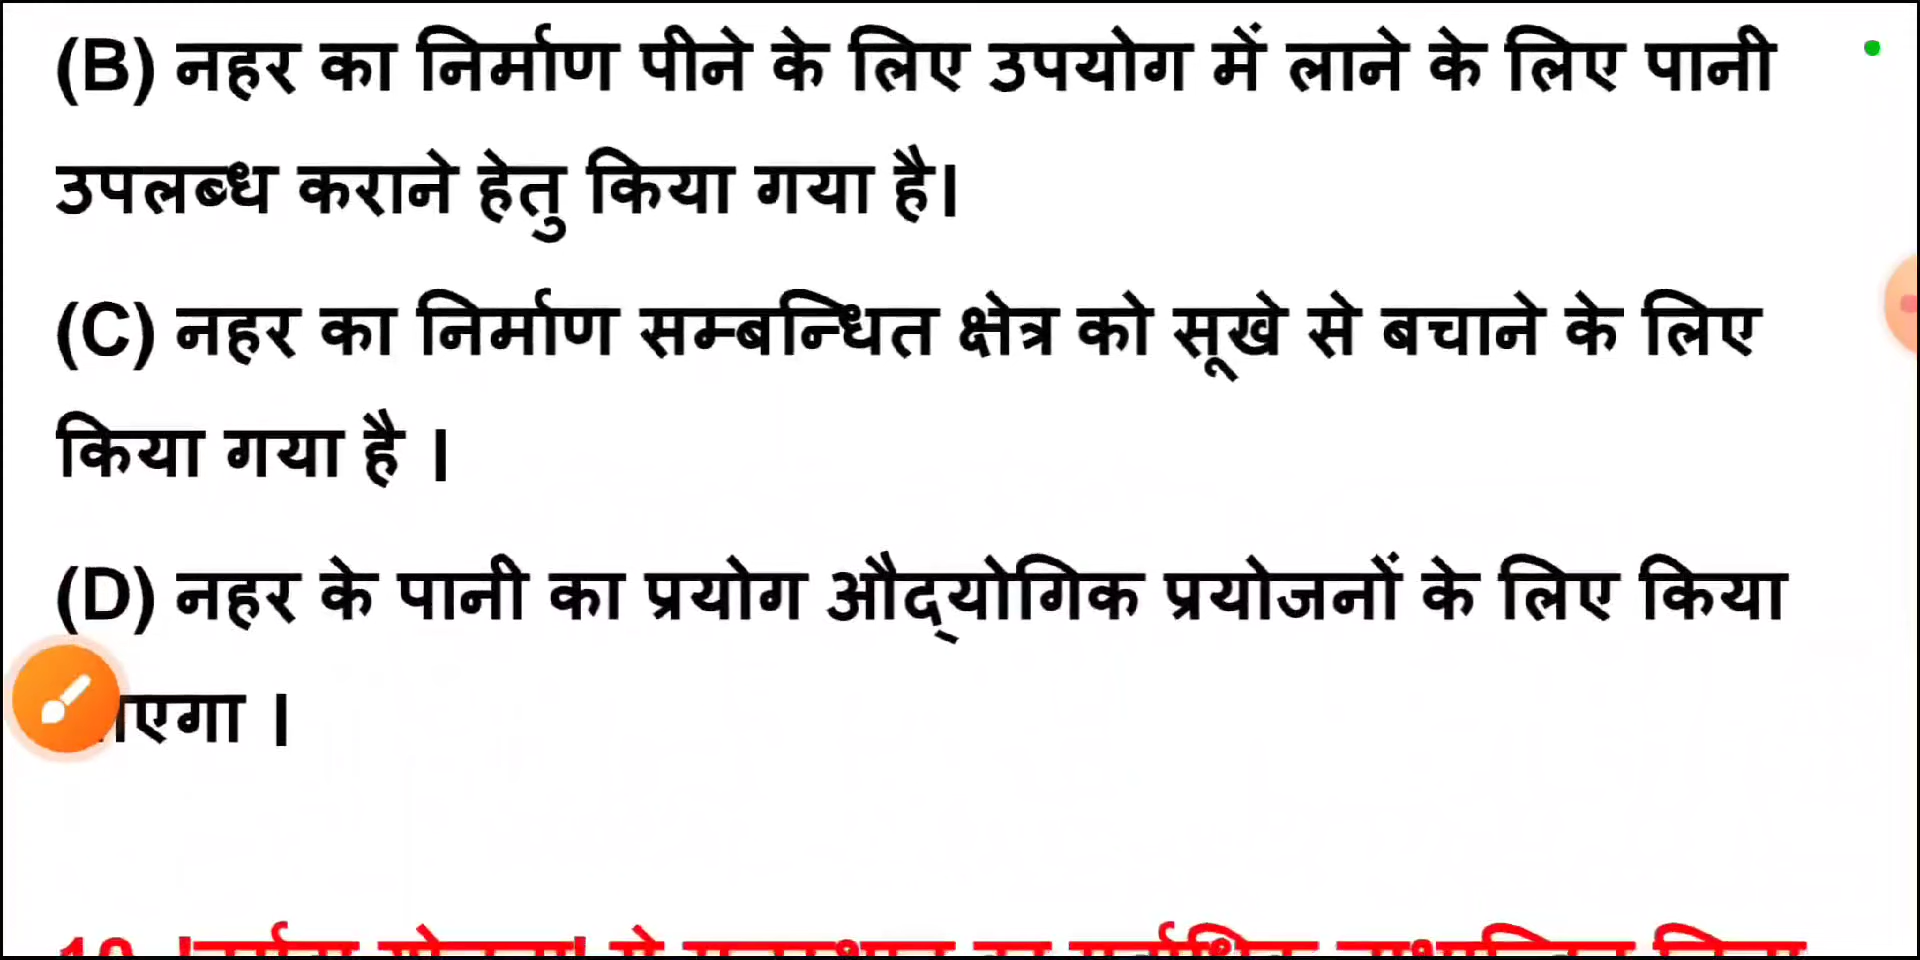 (B) नहर का निर्माण पीने के लिए उपयोग में लाने के लिए पानी
उपलब्ध कराने हेतु किया गया है।
(C) नहर का निर्माण सम्बन्धित क्षेत्र को सूखे से बचाने के लिए
किया गया है ।
(D) नहर के पानी का प्रयोग औद्‌योगिक प्रयोजनों के लिए किया
ाएगा ।